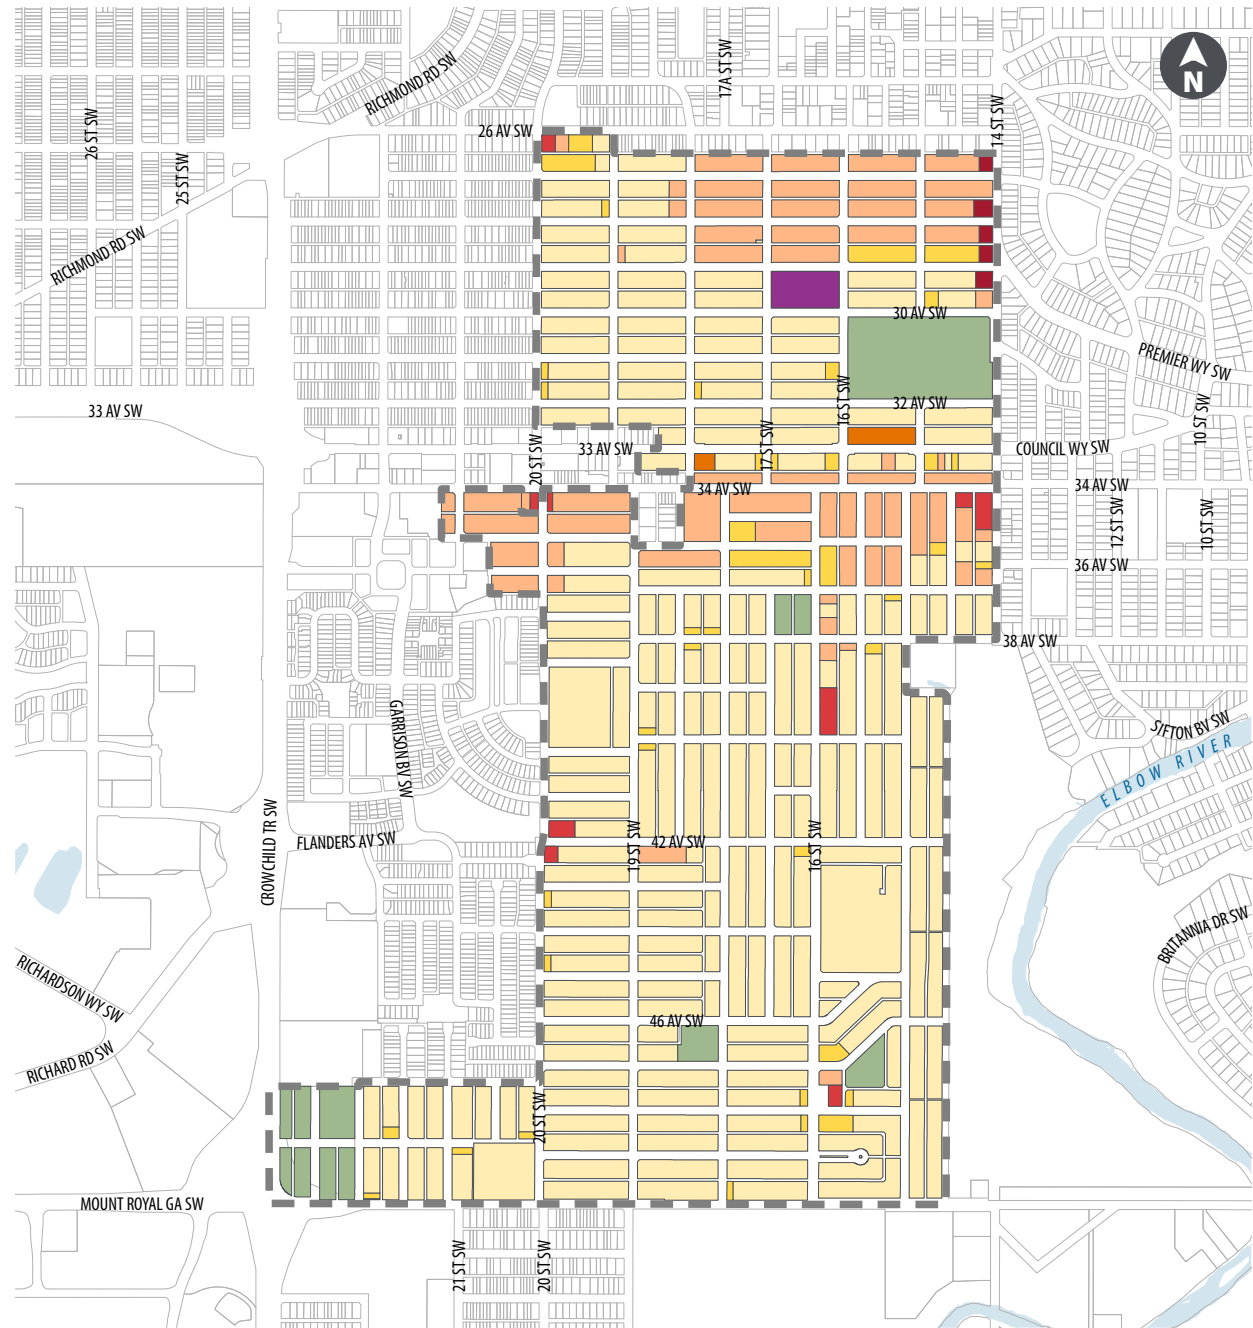 RICHMOND RD SW
17A ST SW
N
26 ST SW
26 AV SW
14 ST SW
25 ST SW
RICHMOND RD SW
30 AV SW
PREMIER WY SW
16 ST SW
32 AV SW
33 AV SW
10 ST SW
17 ST SW
20 ST SW
33 AV SW
COUNCIL WY SW
34 AV SW
34 AV SW
12 ST SW
10 ST SW
36 AV SW
38 AV SW
GARRISON BV SW
SIFTON BV SW
ELBOW RIVER
CROWCHILD TR SW
FLANDERS AV SW
19 ST SW
42 AV SW
16 ST SW
BRITANNIA DR SW
RICHARDSON WY SW
46 AV SW
RICHARD RD SW
20 ST SW
MOUNT ROYAL GA SW
21 ST SW
20 ST SW